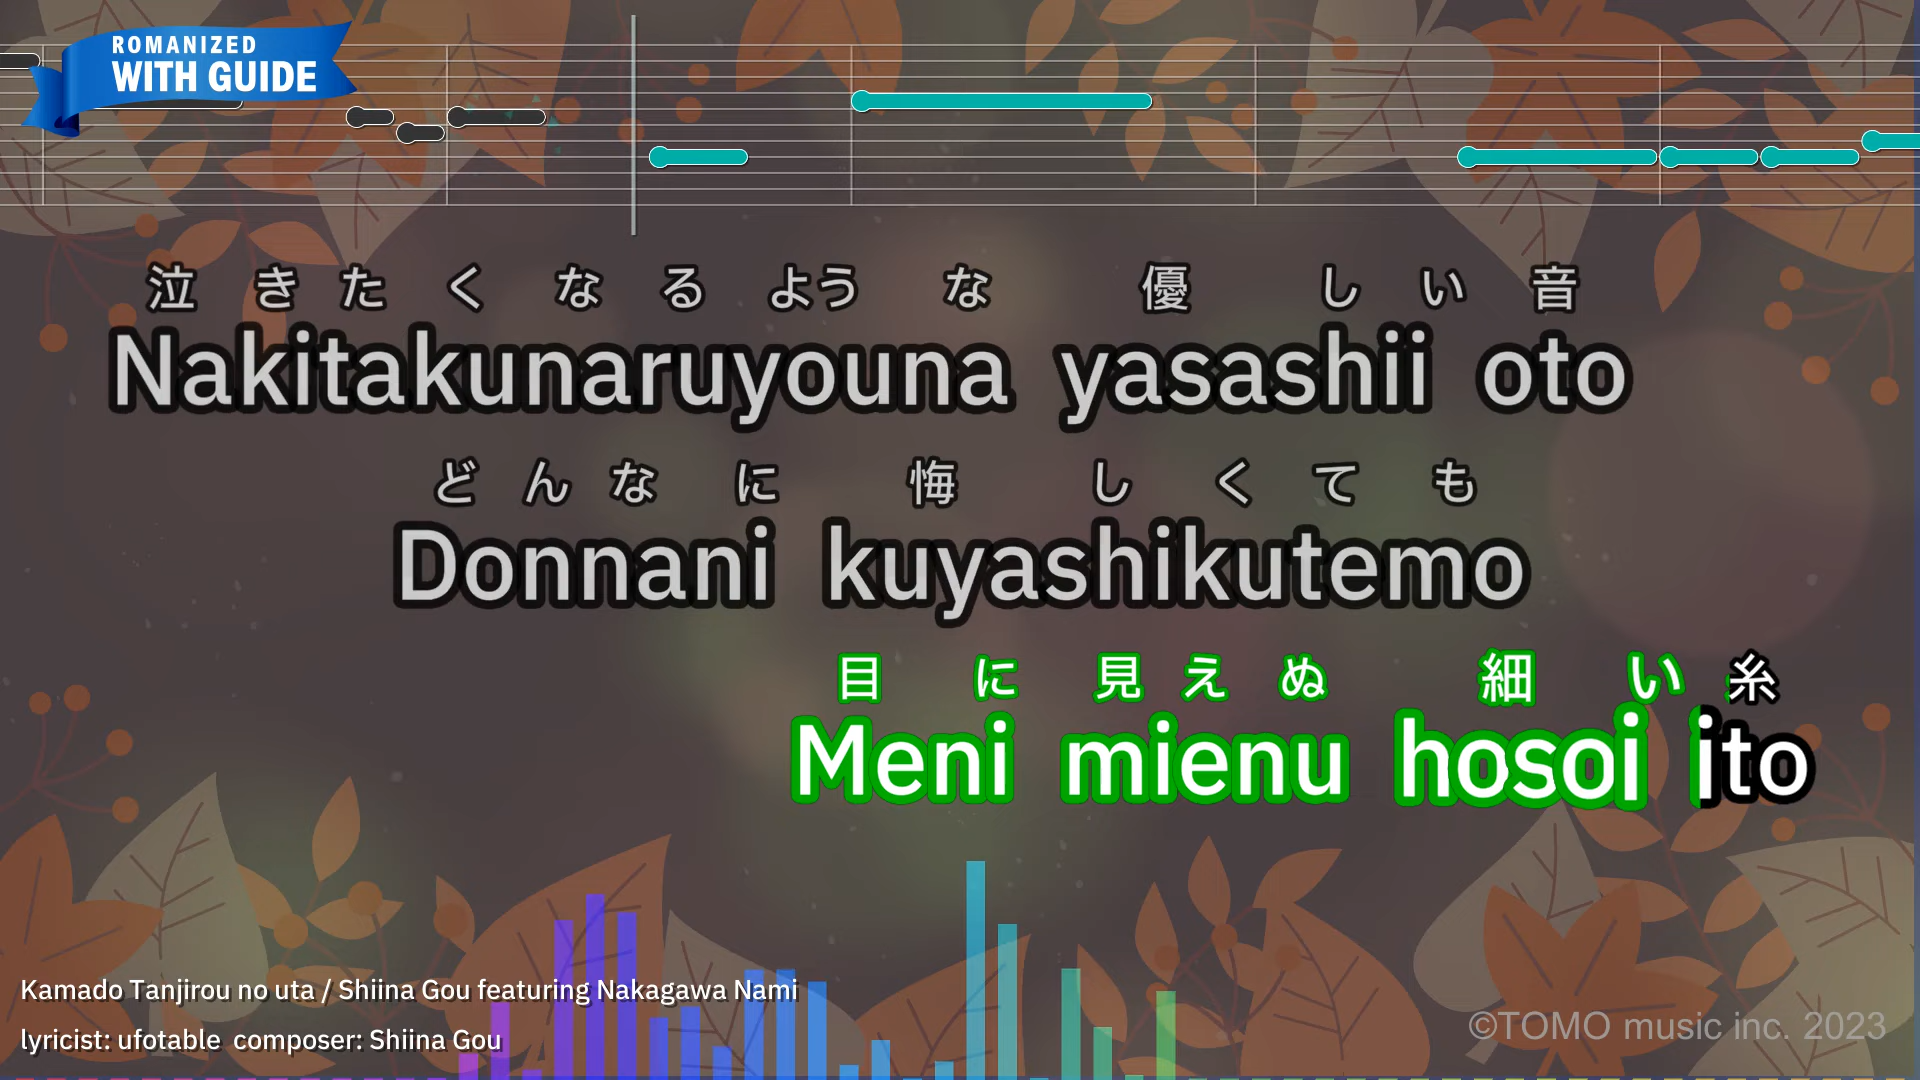 ROMANIZED
WITH GUIDE
泣きたくなるような 優しい音
Nakitakunaruyouna yasashii oto
どんなに 悔しくても
Donnani kuyashikutemo
目に 見えぬ 細い 糸
Meni mienu hosoi ito
Kamado Tanjirou no uta / Shiina Gou featuring Nakagawa Nami
lyricist: ufotable composer: Shiina Gou
©TOMO music inc. 2023